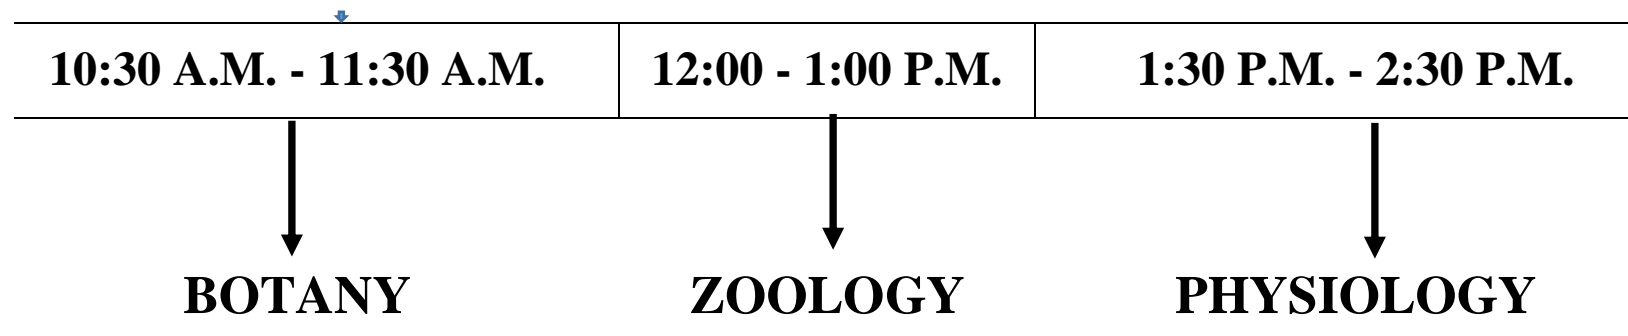 10:30 A.M. - 11:30 A.M. 12:00 - 1:00 P.M. 1:30 P.M. - 2:30 P.M.
BOTANY ZOOLOGY PHYSIOLOGY